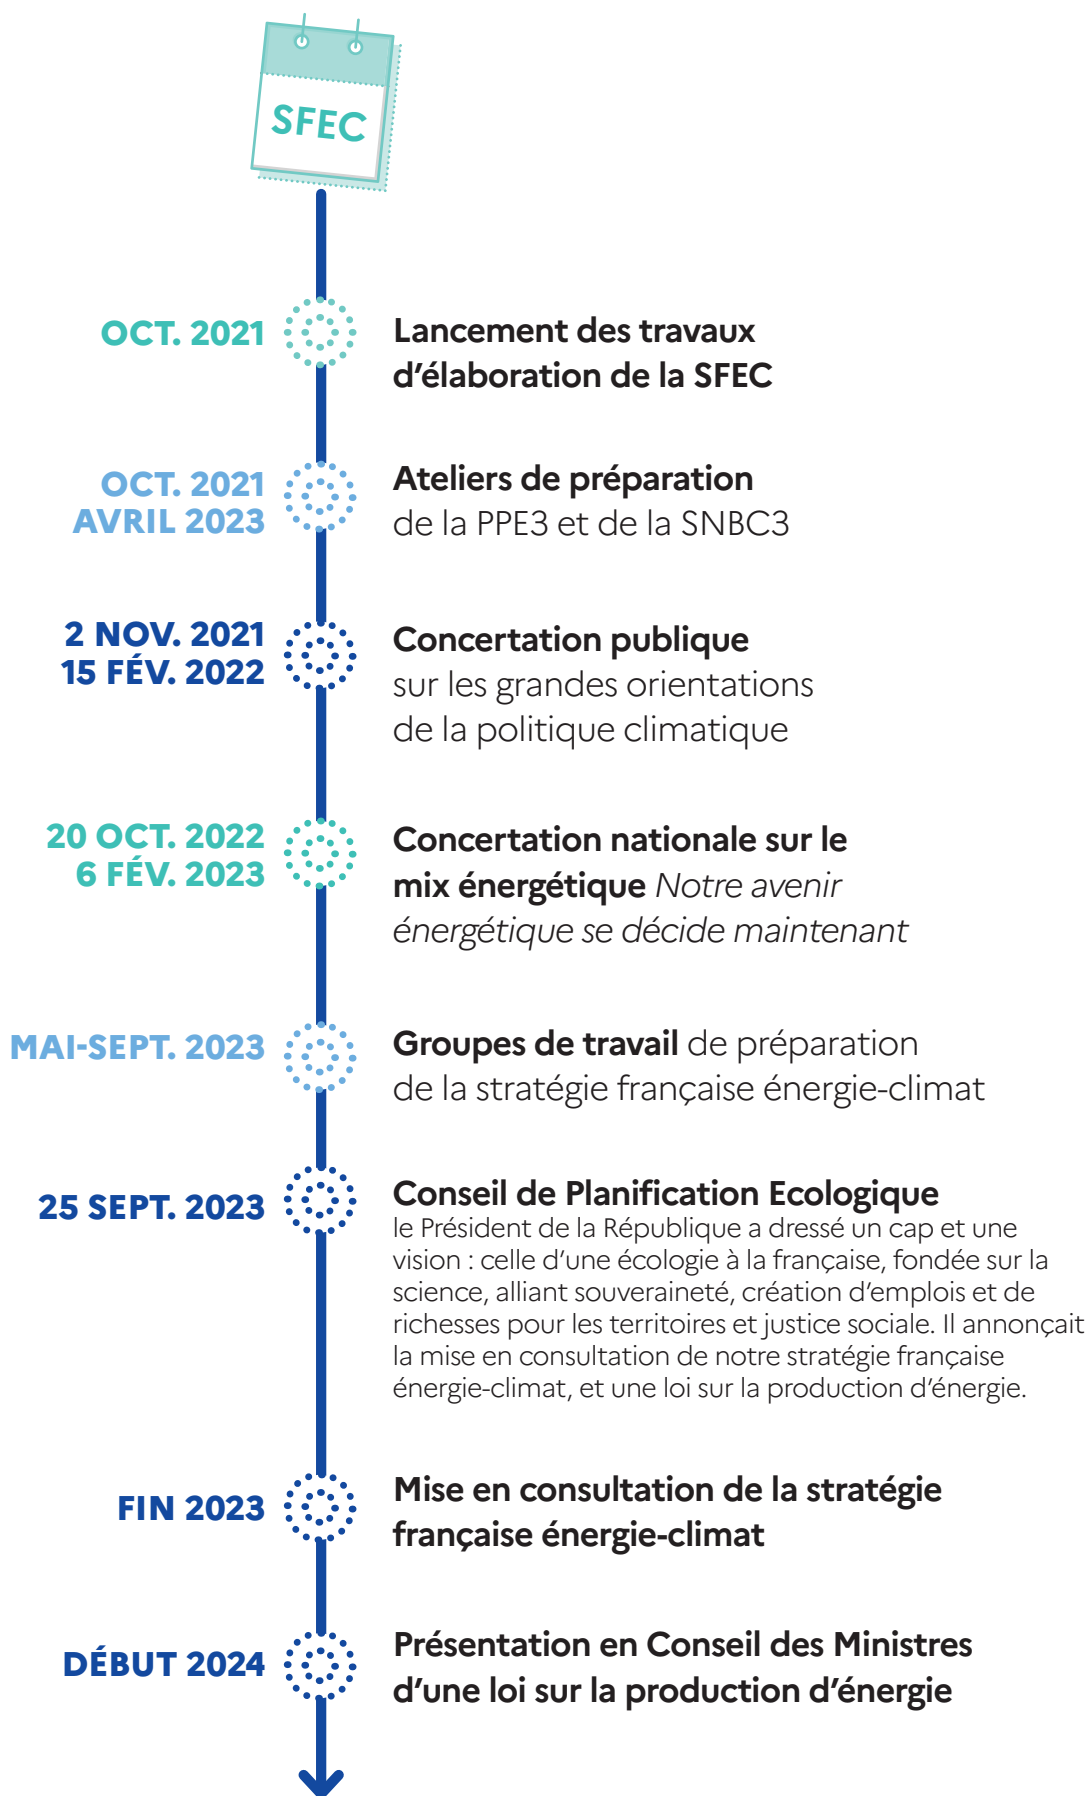 SFEC
OCT. 2021
Lancement des travaux
d’élaboration de la SFEC
OCT. 2021
AVRIL 2023
Ateliers de préparation
de la PPE3 et de la SNBC3
2 NOV. 2021
15 FÉV. 2022
Concertation publique
sur les grandes orientations
de la politique climatique
20 OCT. 2022
6 FÉV. 2023
Concertation nationale sur le
mix énergétique Notre avenir
énergétique se décide maintenant
MAI-SEPT. 2023
Groupes de travail de préparation
de la stratégie française énergie-climat
25 SEPT. 2023
Conseil de Planification Ecologique
le Président de la République a dressé un cap et une
vision : celle d’une écologie à la française, fondée sur la
science, alliant souveraineté, création d’emplois et de
richesses pour les territoires et justice sociale. Il annonçait
la mise en consultation de notre stratégie française
énergie-climat, et une loi sur la production d’énergie.
FIN 2023
Mise en consultation de la stratégie
française énergie-climat
DÉBUT 2024
Présentation en Conseil des Ministres
d’une loi sur la production d’énergie